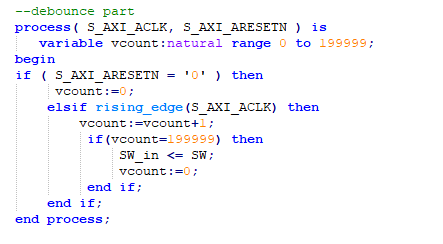 --debounce part
process( S_AXI_ACLK, S_AXI_ARESETN ) is
   variable vcount:natural range 0 to 199999;
begin
if ( S_AXI_ARESETN = '0' ) then
     vcount:=0;
    elsif rising_edge(S_AXI_ACLK) then
        vcount:=vcount+1;
         if(vcount=199999) then
             SW_in <= SW;
             vcount:=0;
         end if;
    end if;
end process;